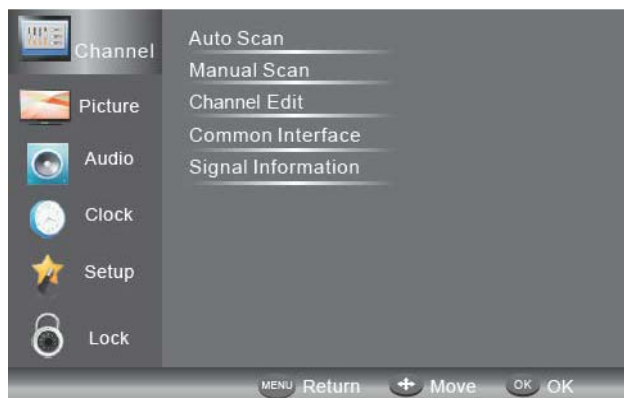 Channel
Picture
Audio
Clock
Setup
Lock
Auto Scan
Manual Scan
Channel Edit
Common Interface
Signal Information
MENU Return Move OK OK